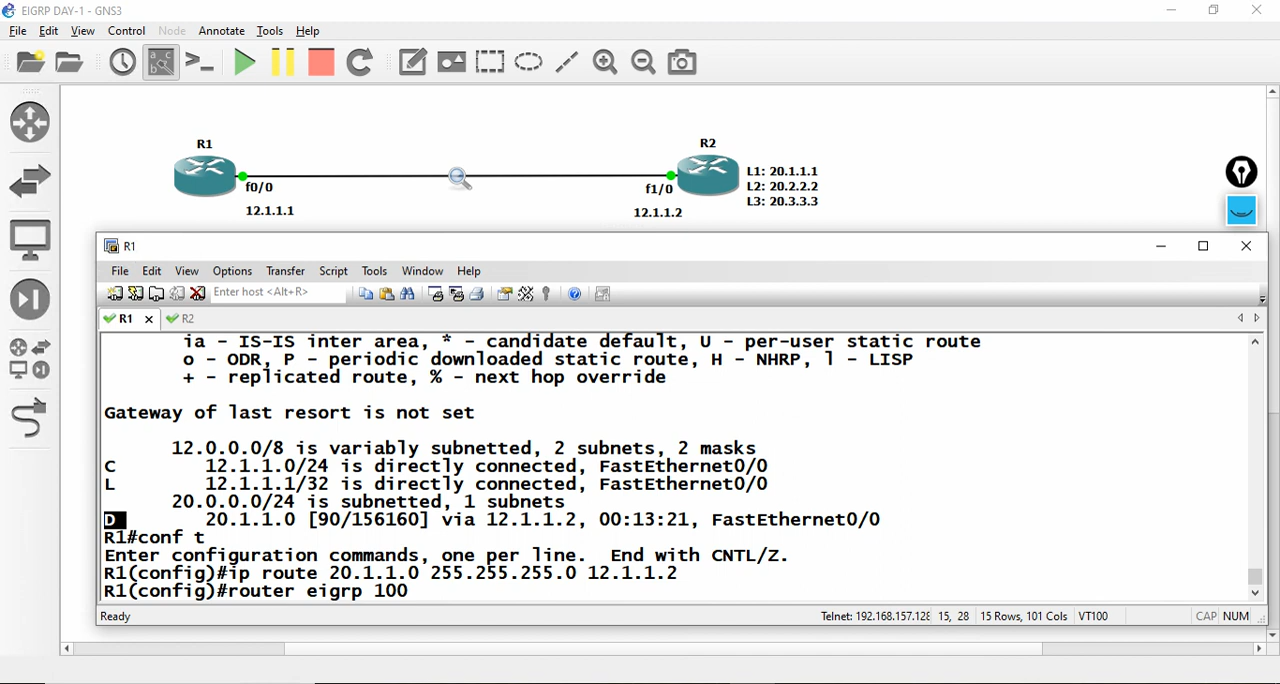 EIGRP DAY-1 - GNS3
File Edit View Control Node Annotate Tools Help
R1
R2
L1: 20.1.1.1
f0/0
f1/0
L2: 20.2.2.2
L3: 20.3.3.3
12.1.1.1
12.1.1.2
R1
File Edit View Options Transfer Script Tools Window Help
Enter host <Alt+R>
R1 R2
ia - IS-IS inter area, * - candidate default, U - per-user static route
o - ODR, P - periodic downloaded static route, H - NHRP, l - LISP
+ - replicated route, % - next hop override
Gateway of last resort is not set
12.0.0.0/8 is variably subnetted, 2 subnets, 2 masks
C 12.1.1.0/24 is directly connected, FastEthernet0/0
L 12.1.1.1/32 is directly connected, FastEthernet0/0
20.0.0.0/24 is subnetted, 1 subnets
D 20.1.1.0 [90/156160] via 12.1.1.2, 00:13:21, FastEthernet0/0
R1#conf t
Enter configuration commands, one per line. End with CNTL/Z.
R1(config)#ip route 20.1.1.0 255.255.255.0 12.1.1.2
R1(config)#router eigrp 100
Ready Telnet: 192.168.157.128 15, 28 15 Rows, 101 Cols VT100 CAP NUM